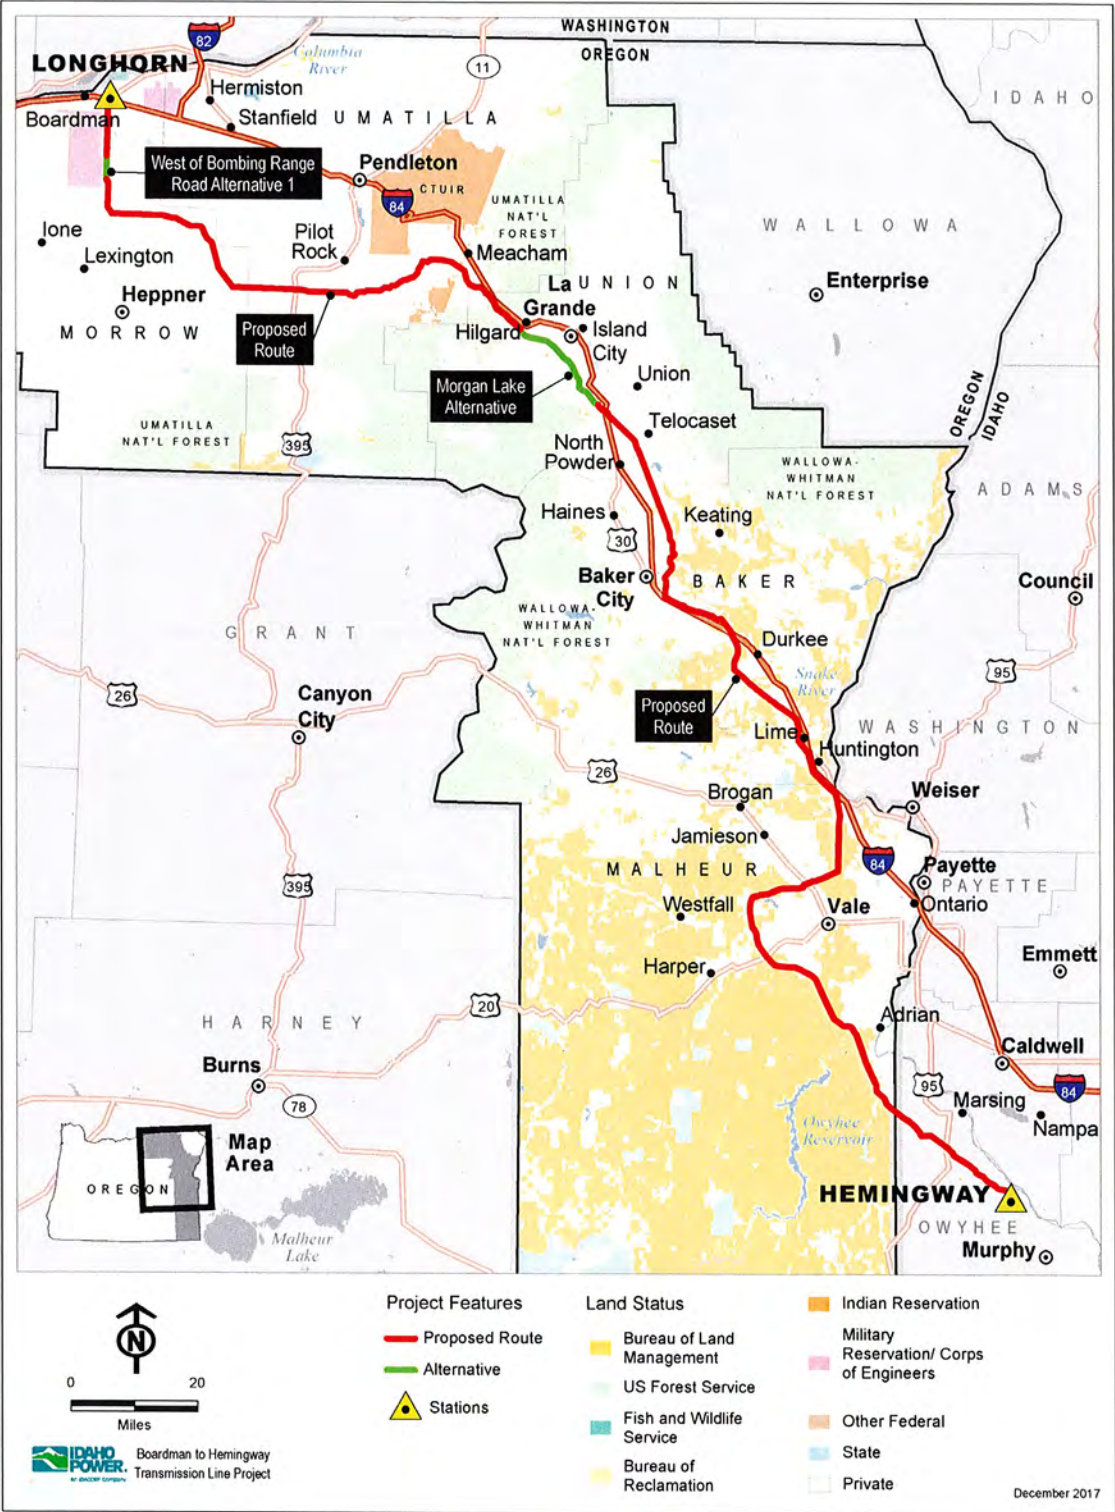 WASHINGTON
OREGON
82
Columbia
River
11
LONGHORN
Hermiston
Boardman
Stanfield
UMATILLA
IDAHO
West of Bombing Range
Road Alternative 1
Pendleton
CTUIR
84
UMATILLA
NAT'L
FOREST
WALLOWA
Ione
Pilot
Rock
Lexington
Meacham
Heppner
La
Grande
UNION
Enterprise
MORROW
Proposed
Route
Hilgard
Island
City
Morgan Lake
Alternative
Union
OREGON
IDAHO
Telocaset
UMATILLA
NAT'L FOREST
395
North
Powder
WALLOWA-
WHITMAN
NAT'L FOREST
ADAMS
Haines
Keating
30
Baker
City
BAKER
Council
WALLOWA-
WHITMAN
NAT'L FOREST
GRANT
Durkee
Snake
River
95
26
Canyon
City
Proposed
Route
Lime
WASHINGTON
Huntington
26
Brogan
Weiser
Jamieson
84
MALHEUR
Payette
PAYETTE
395
Westfall
Vale
Ontario
Harper
Emmett
20
HARNEY
Adrian
Caldwell
Burns
95
84
78
Marsing
Nampa
Map
Area
Owyhee
Reservoir
OREGON
HEMINGWAY
OWYHEE
Malheur
Lake
Murphy
N
0 20
Miles
IDAHO
POWER.
AN IDACORP Company
Boardman to Hemingway
Transmission Line Project
Project Features
Proposed Route
Alternative
Stations
Land Status
Bureau of Land
Management
US Forest Service
Fish and Wildlife
Service
Bureau of
Reclamation
Indian Reservation
Military
Reservation/ Corps
of Engineers
Other Federal
State
Private
December 2017